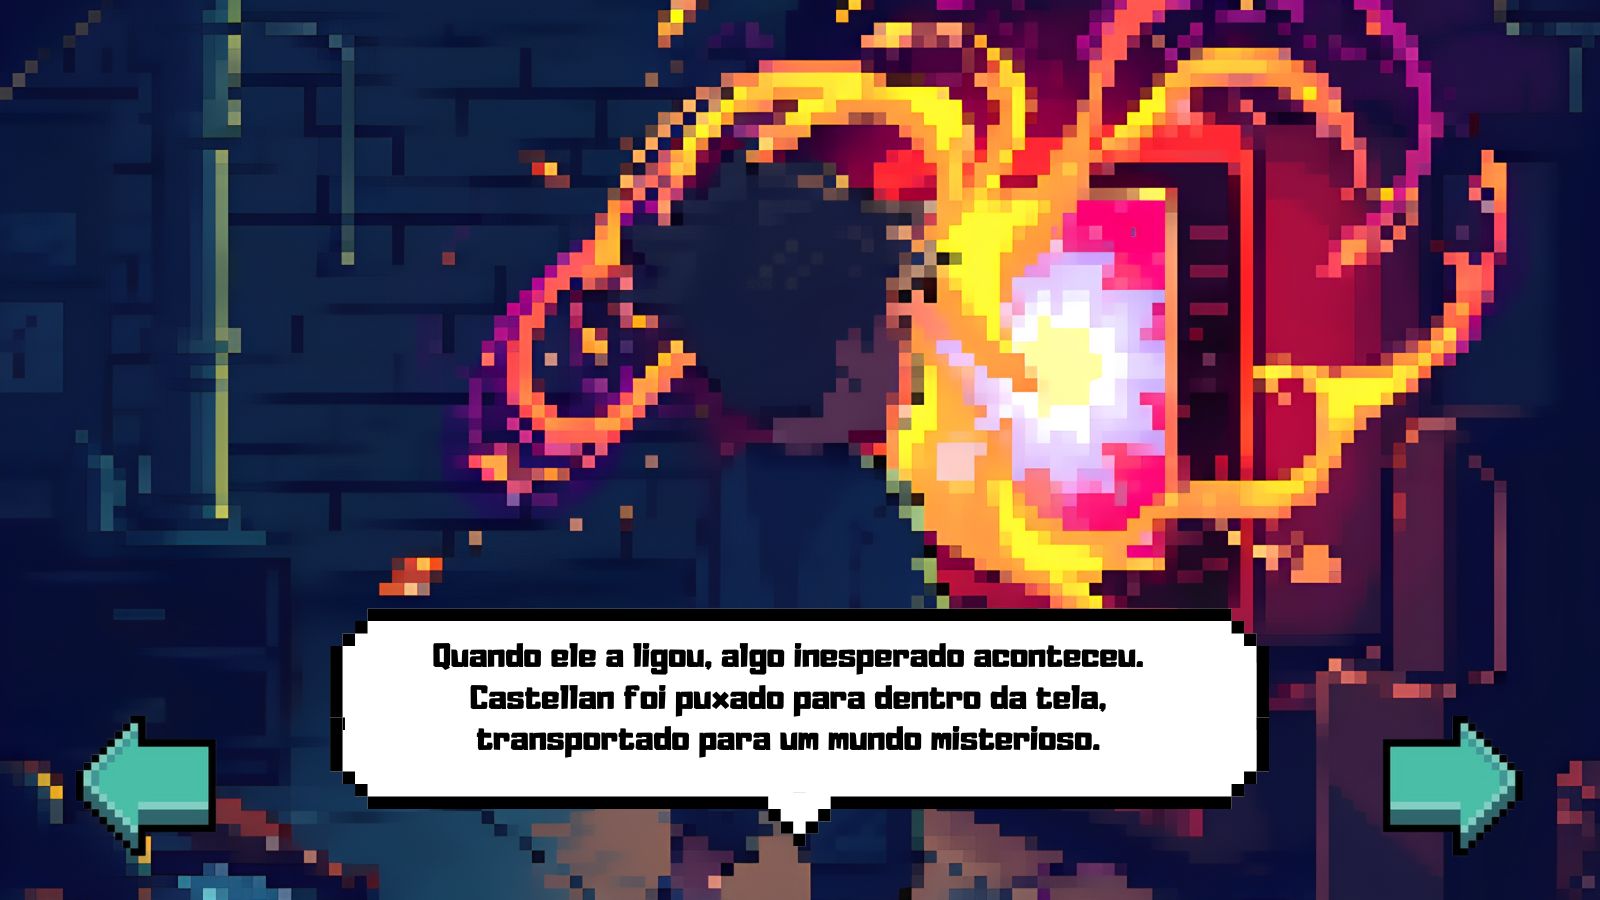 Quando ele a ligou, algo inesperado aconteceu.
Castellan foi puxado para dentro da tela,
transportado para um mundo misterioso.